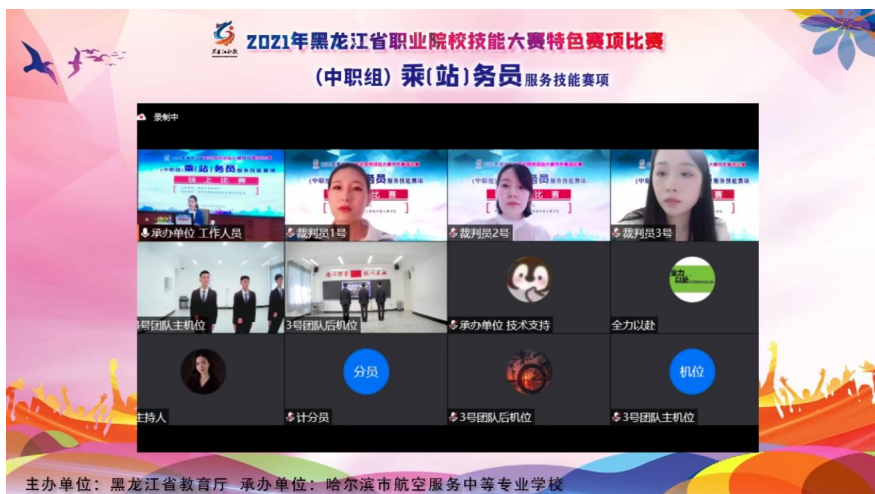 2021年黑龙江省职业院校技能大赛特色赛项比赛
(中职组) 乘(站)务员服务技能赛项
录制中
承办单位 工作人员
裁判员1号
裁判员2号
裁判员3号
3号团队主机位
3号团队后机位
承办单位 技术支持
全力以赴
全力以赴
主持人
分员
计分员
3号团队后机位
机位
3号团队主机位
主办单位：黑龙江省教育厅 承办单位：哈尔滨市航空服务中等专业学校